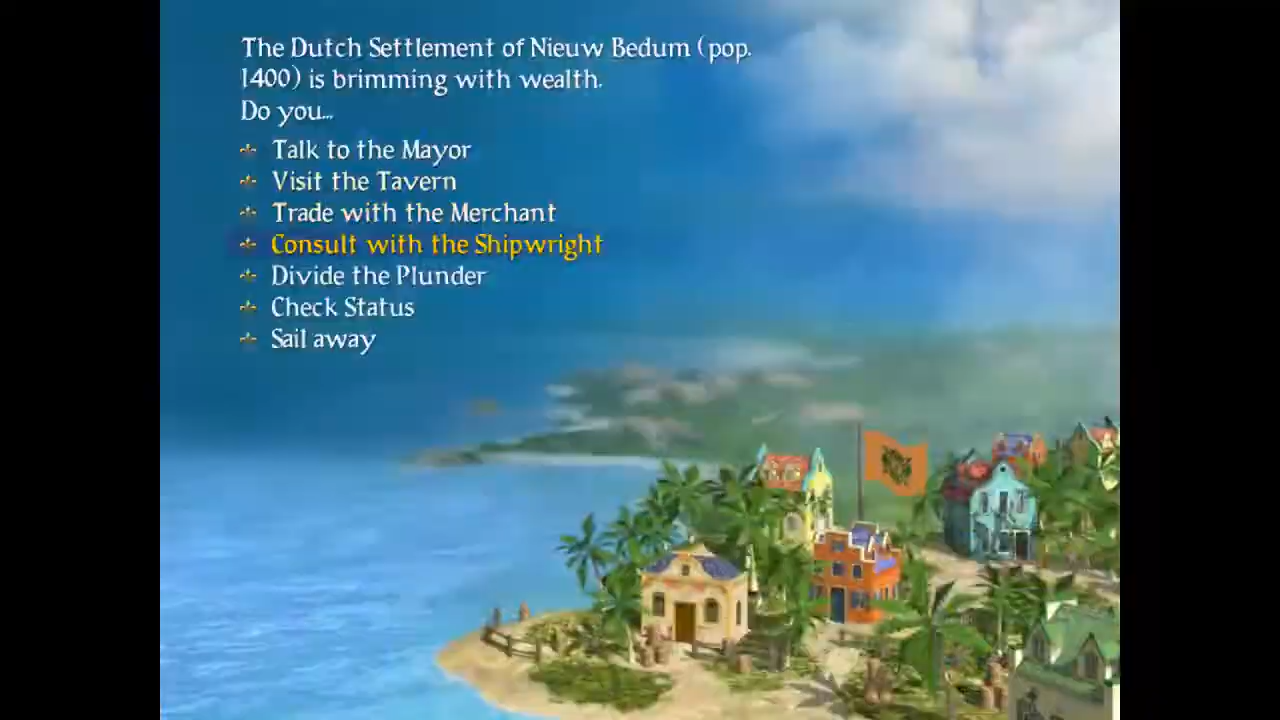 The Dutch Settlement of Nieuw Bedum (pop.
1400) is brimming with wealth.
Do you...
Talk to the Mayor
Visit the Tavern
Trade with the Merchant
Consult with the Shipwright
Divide the Plunder
Check Status
Sail away